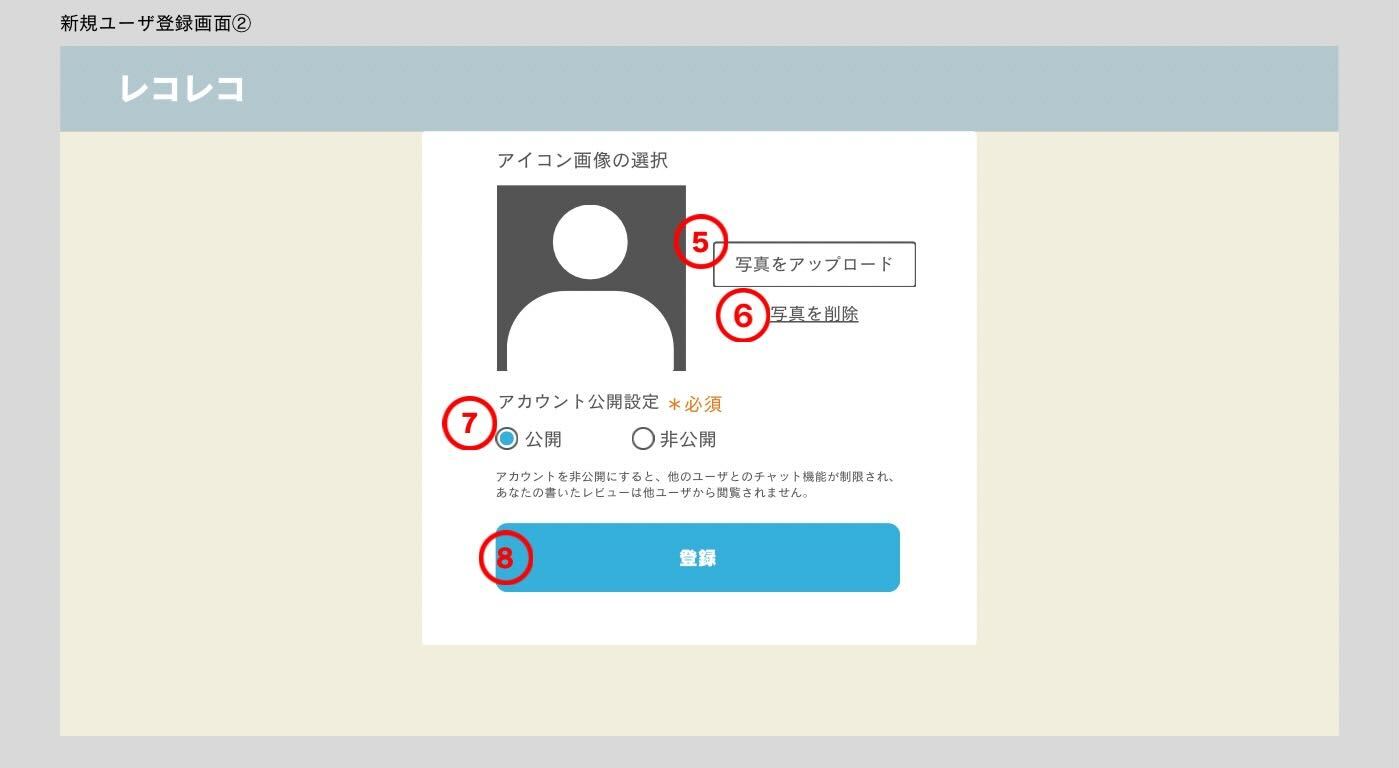 新規ユーザ登録画面②
レコレコ
アイコン画像の選択
5
写真をアップロード
6
写真を削除
アカウント公開設定 ＊必須
7
公開 非公開
アカウントを非公開にすると、他のユーザとのチャット機能が制限され、
あなたの書いたレビューは他ユーザから閲覧されません。
8
登録